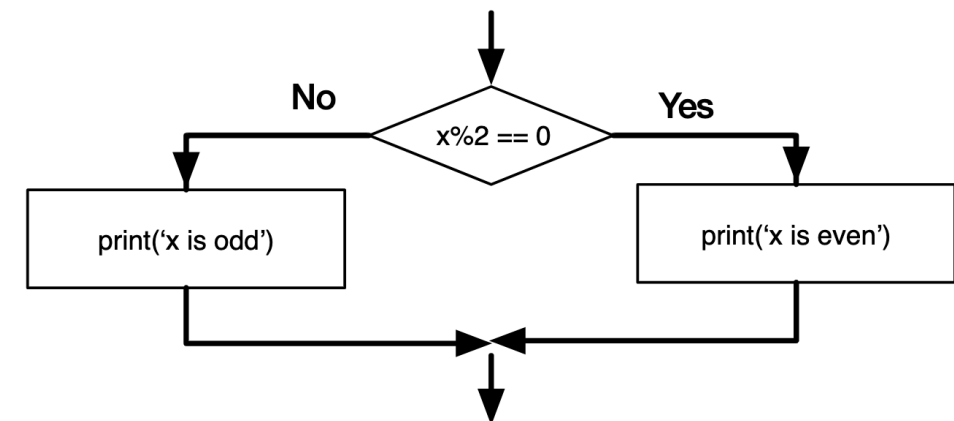 No
Yes
x%2 == 0
print(‘x is odd’)
print(‘x is even’)